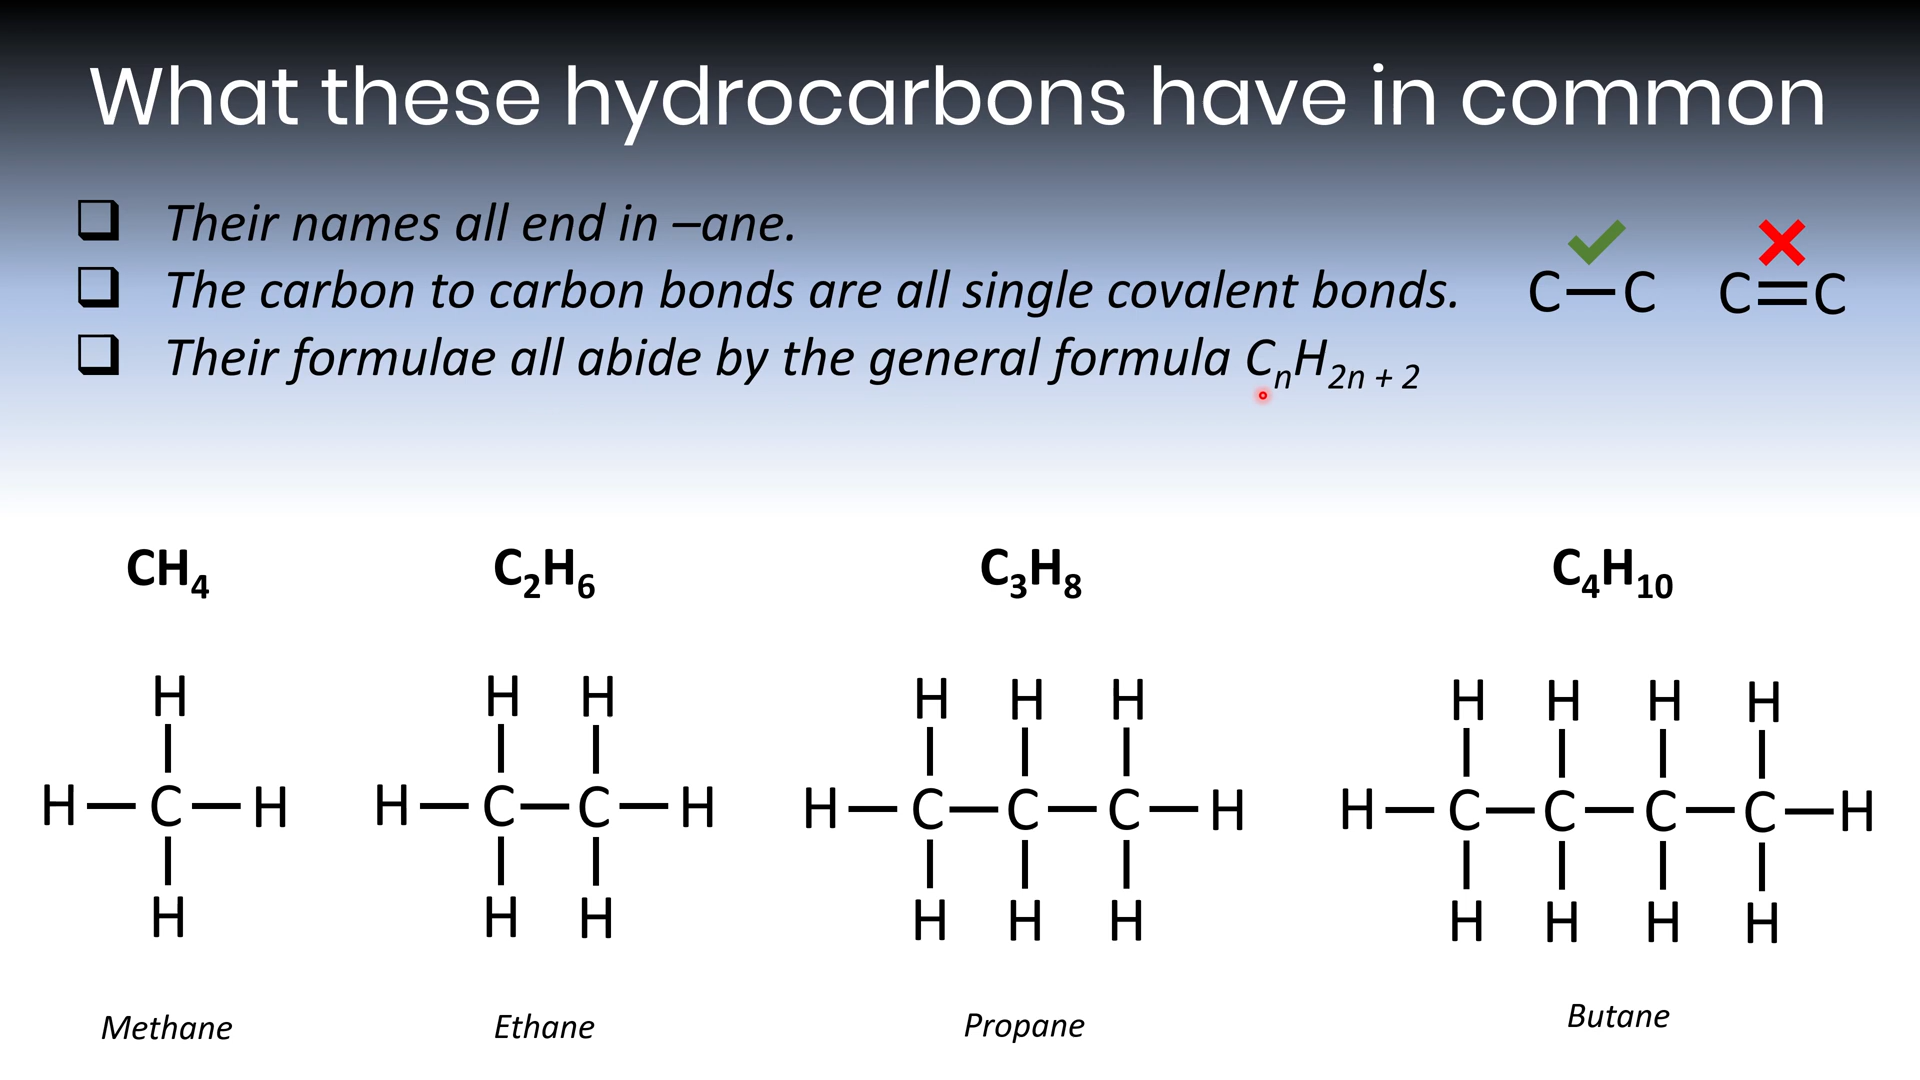 What these hydrocarbons have in common
❑ Their names all end in –ane.
❑ The carbon to carbon bonds are all single covalent bonds.
C—C C=C
❑ Their formulae all abide by the general formula CₙH₂ₙ ₊ ₂
CH₄ C₂H₆ C₃H₈ C₄H₁₀
H H H H H H H H H H
H—C—H H—C—C—H H—C—C—C—H H—C—C—C—C—H
H H H H H H H H H H
Methane Ethane Propane Butane